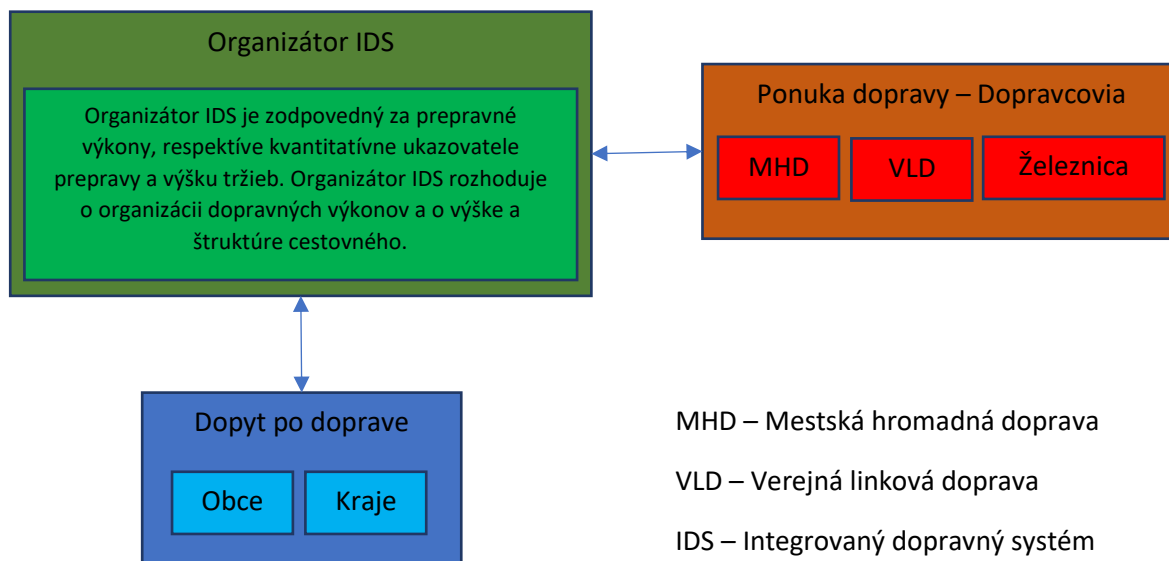 Organizátor IDS
Organizátor IDS je zodpovedný za prepravné
výkony, respektíve kvantitatívne ukazovatele
prepravy a výšku tržieb. Organizátor IDS rozhoduje
o organizácii dopravných výkonov a o výške a
štruktúre cestovného.
Ponuka dopravy – Dopravcovia
MHD
VLD
Železnica
Dopyt po doprave
Obce
Kraje
MHD – Mestská hromadná doprava
VLD – Verejná linková doprava
IDS – Integrovaný dopravný systém